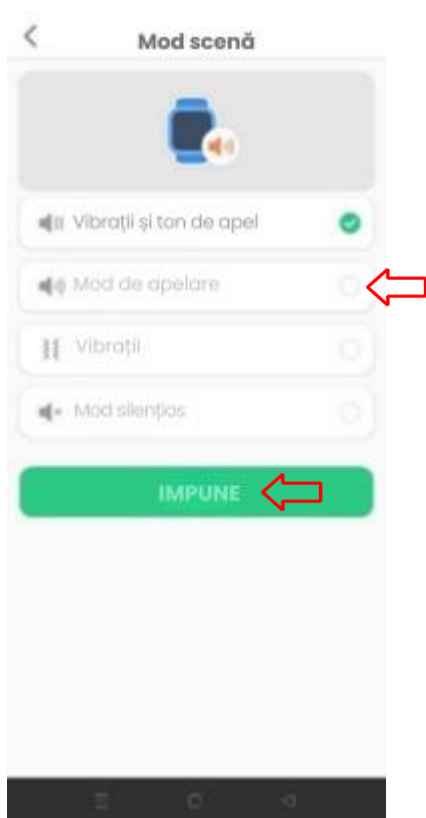 Mod scenă
Vibrații și ton de apel
Mod de apelare
Vibrații
Mod silențios
IMPUNE